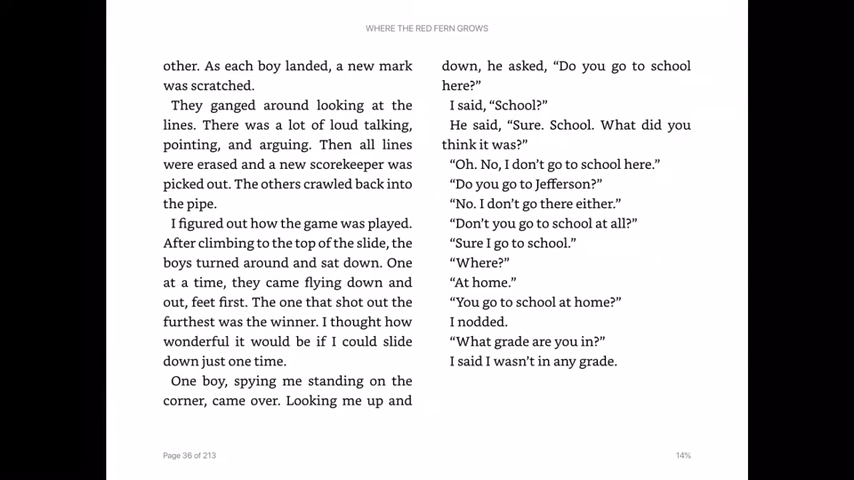 WHERE THE RED FERN GROWS
other. As each boy landed, a new mark
was scratched.
They ganged around looking at the
lines. There was a lot of loud talking,
pointing, and arguing. Then all lines
were erased and a new scorekeeper was
picked out. The others crawled back into
the pipe.
I figured out how the game was played.
After climbing to the top of the slide, the
boys turned around and sat down. One
at a time, they came flying down and
out, feet first. The one that shot out the
furthest was the winner. I thought how
wonderful it would be if I could slide
down just one time.
One boy, spying me standing on the
corner, came over. Looking me up and
down, he asked, “Do you go to school
here?”
I said, “School?”
He said, “Sure. School. What did you
think it was?”
“Oh. No, I don’t go to school here.”
“Do you go to Jefferson?”
“No. I don’t go there either.”
“Don’t you go to school at all?”
“Sure I go to school.”
“Where?”
“At home.”
“You go to school at home?”
I nodded.
“What grade are you in?”
I said I wasn’t in any grade.
Page 36 of 213
14%